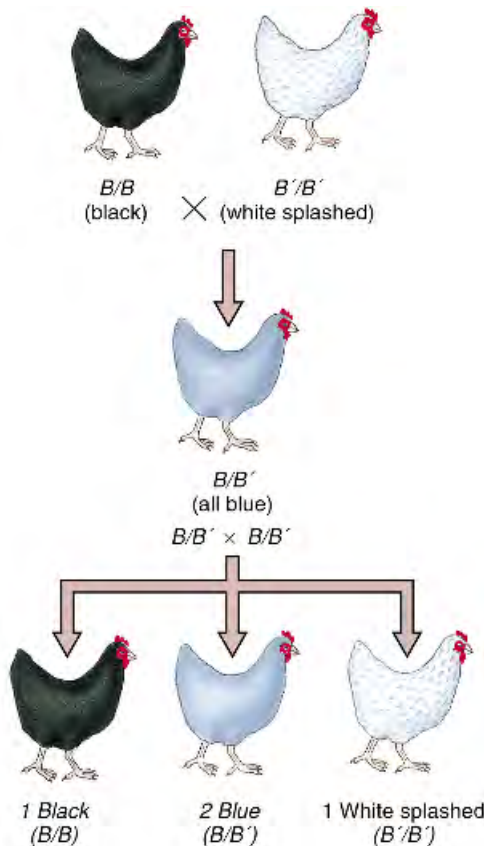 B/B B´/B´
(black) × (white splashed)
B/B´
(all blue)
B/B´ × B/B´
1 Black 2 Blue 1 White splashed
(B/B) (B/B´) (B´/B´)